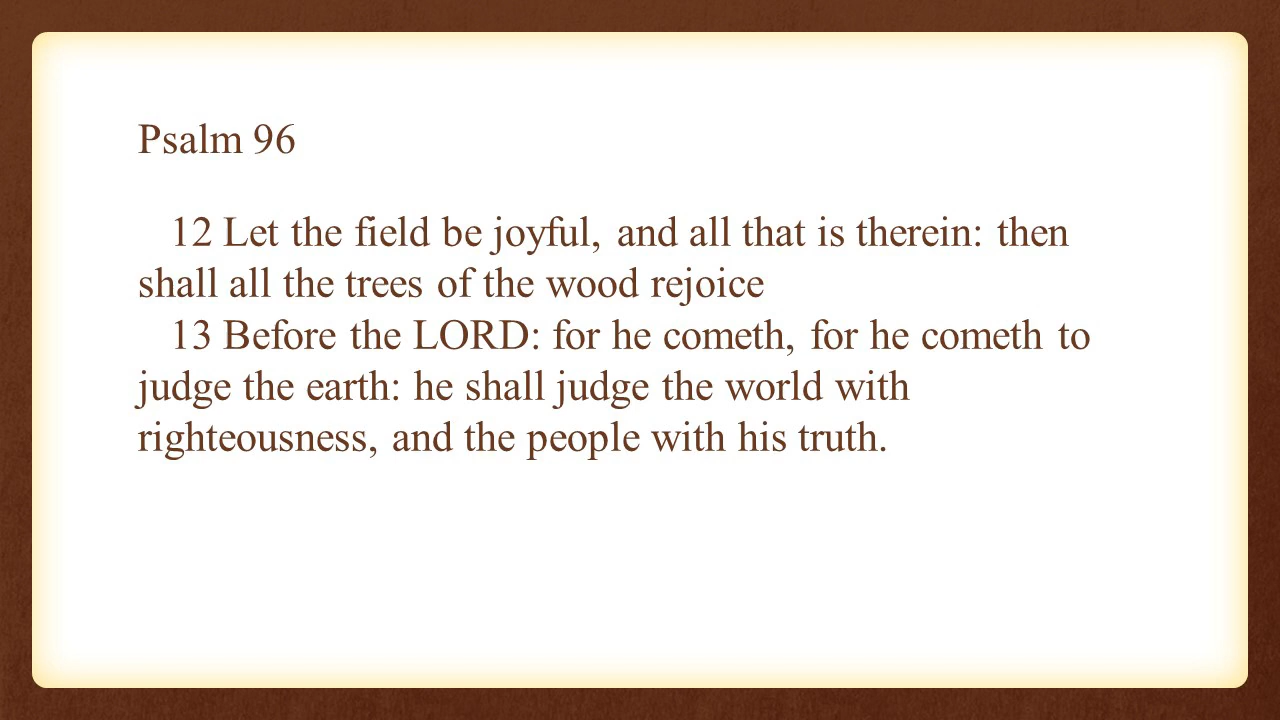 Psalm 96
12 Let the field be joyful, and all that is therein: then
shall all the trees of the wood rejoice
13 Before the LORD: for he cometh, for he cometh to
judge the earth: he shall judge the world with
righteousness, and the people with his truth.